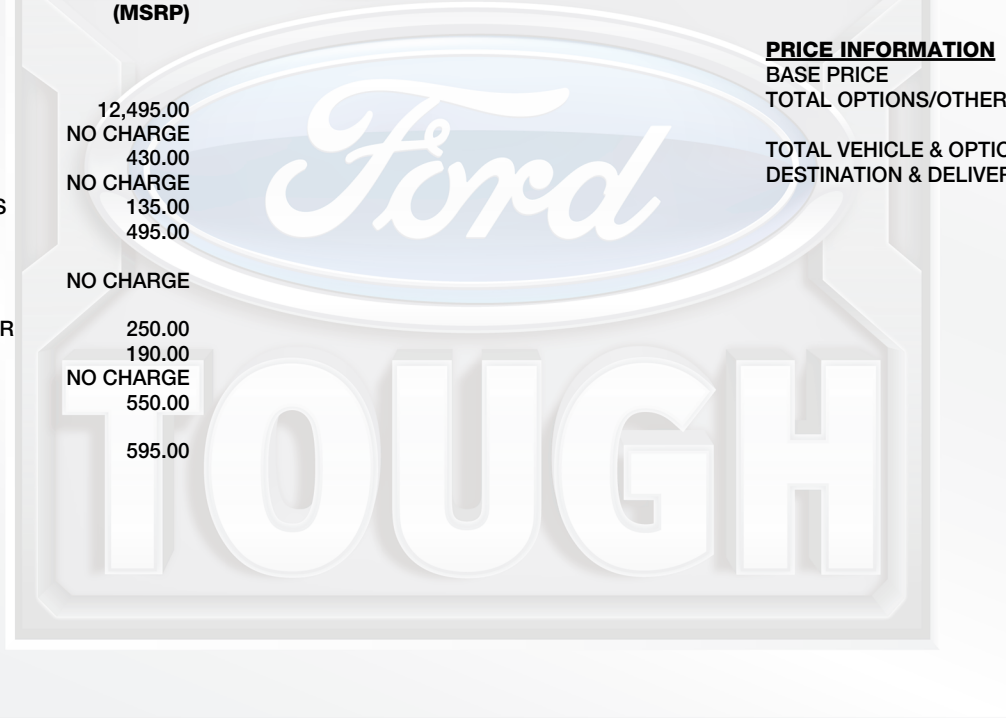 (MSRP)
12,495.00
NO CHARGE
430.00
NO CHARGE
S 135.00
495.00
NO CHARGE
R 250.00
190.00
NO CHARGE
550.00
595.00
PRICE INFORMATION
BASE PRICE
TOTAL OPTIONS/OTHER
TOTAL VEHICLE & OPTIO
DESTINATION & DELIVER
Ford
TOUGH